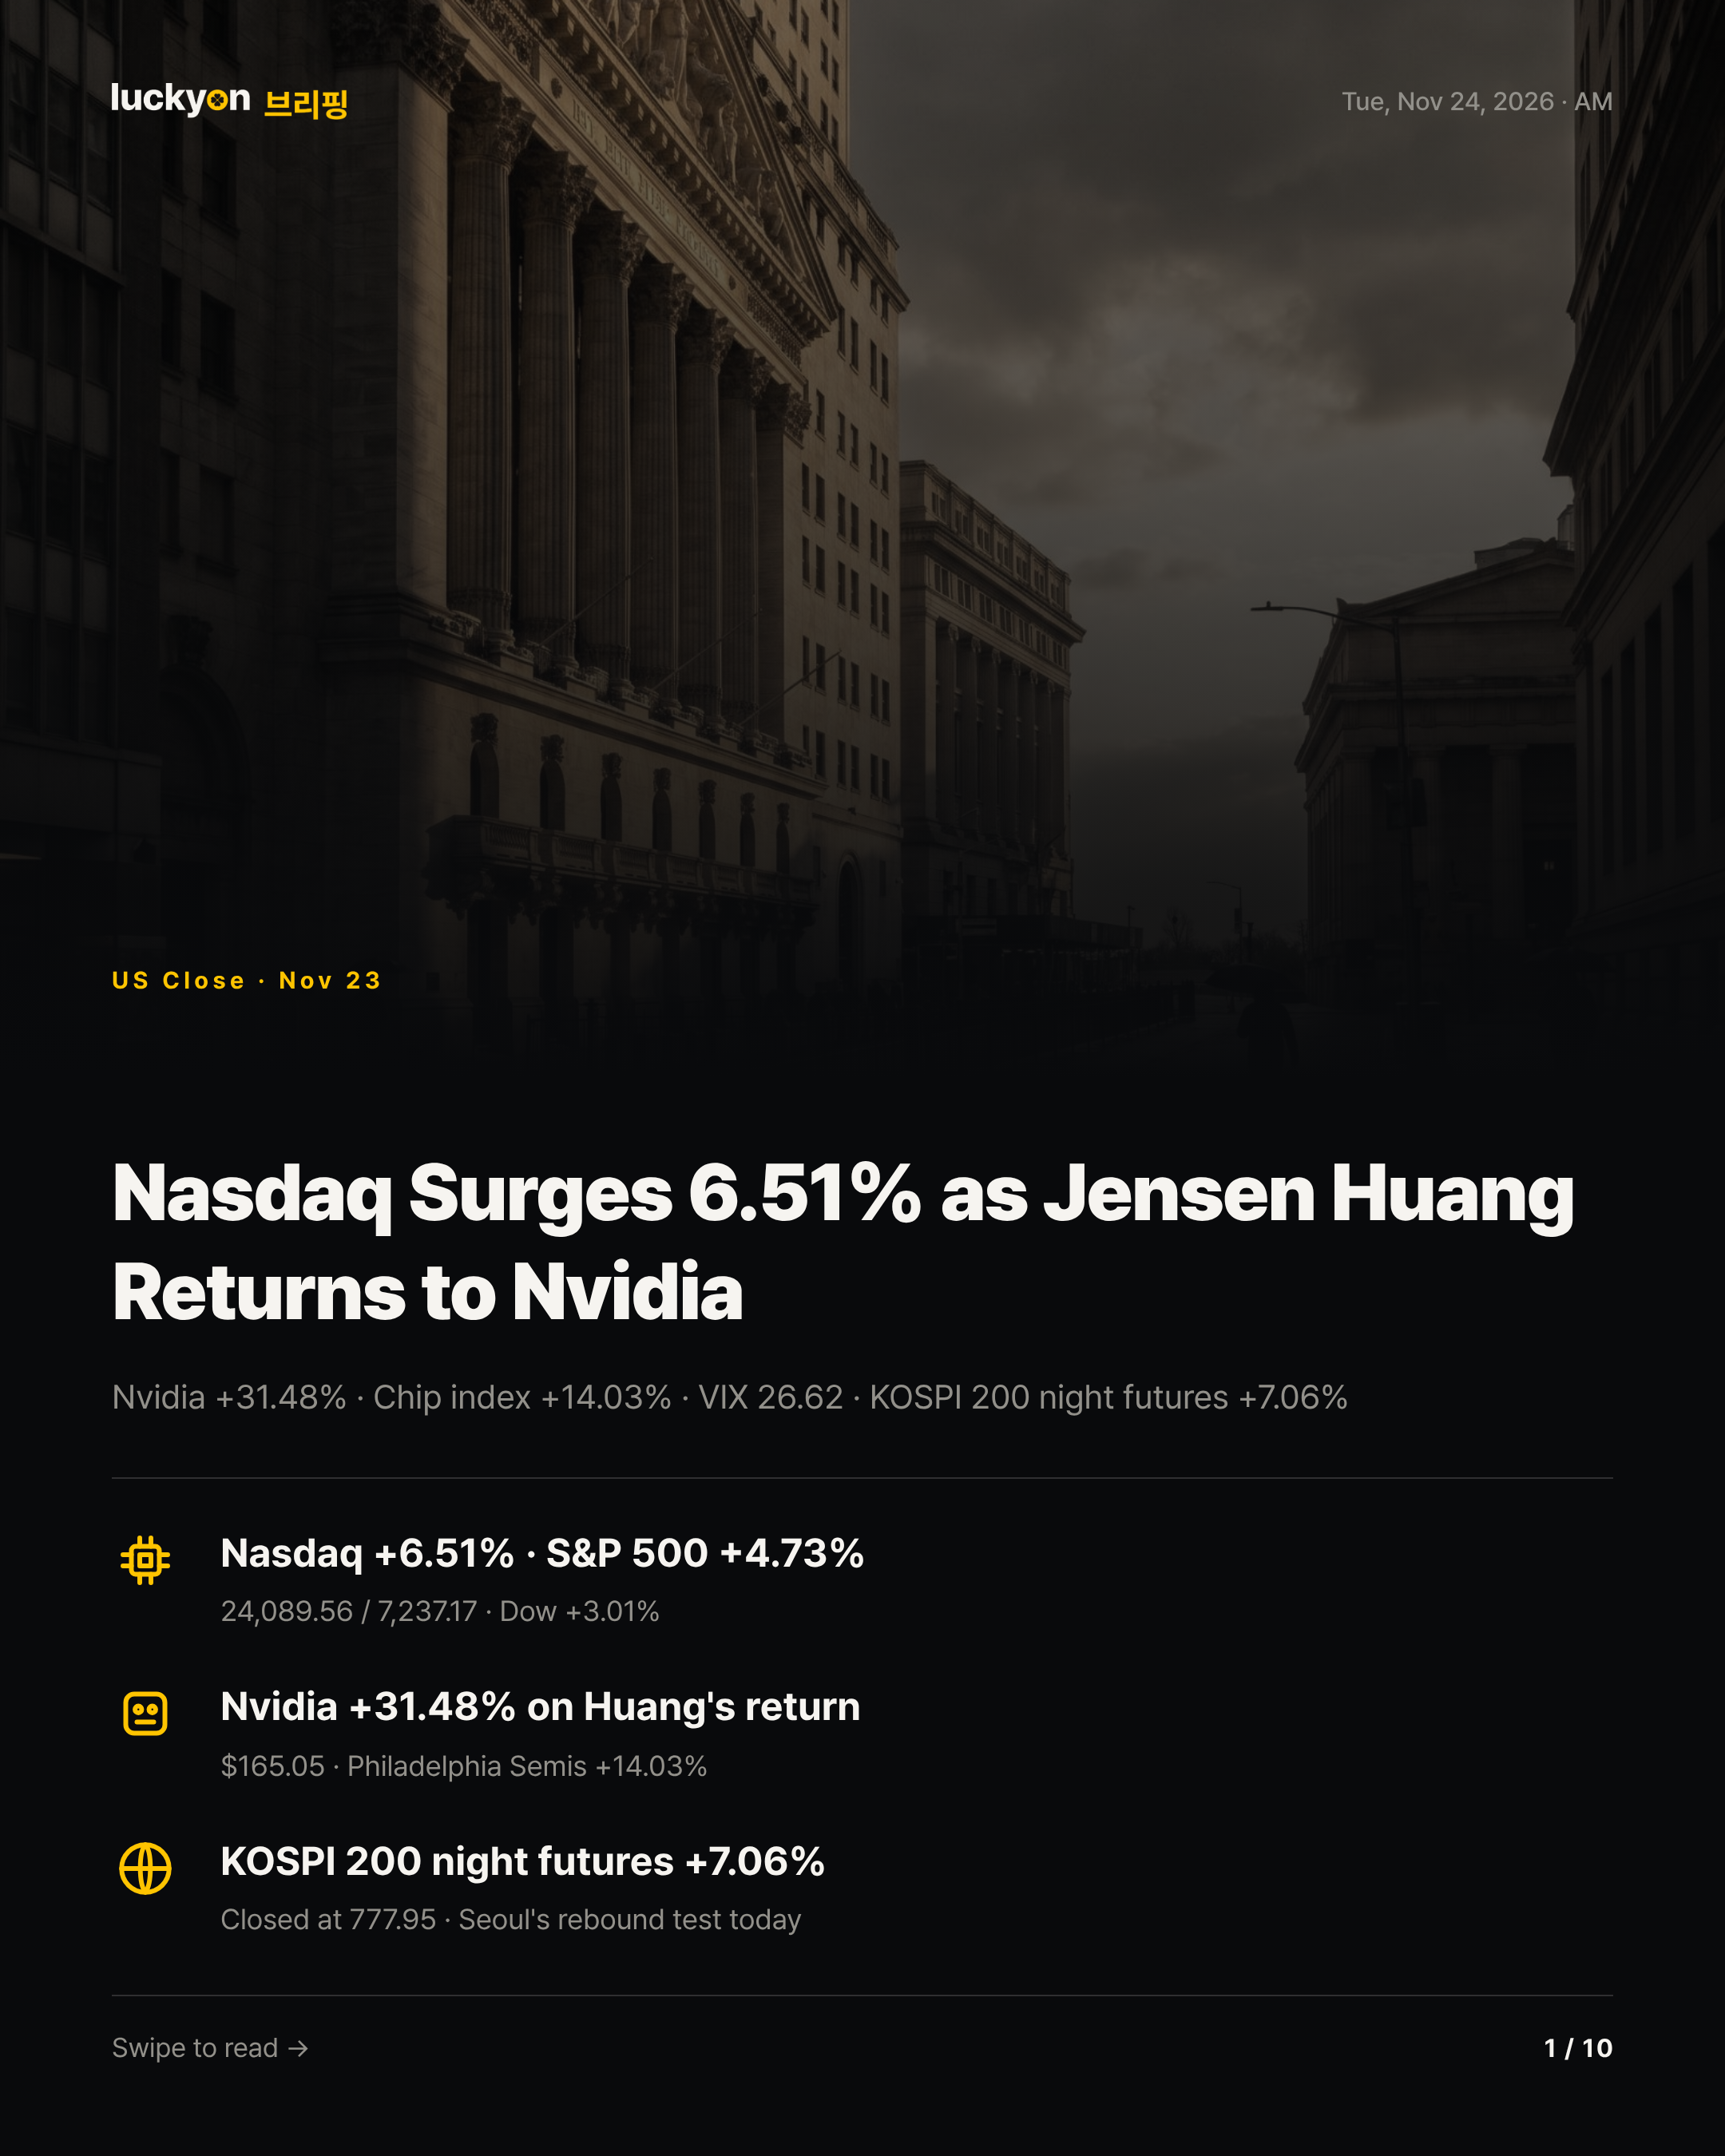 luckyon 브리핑
Tue, Nov 24, 2026 · AM
US Close · Nov 23
Nasdaq Surges 6.51% as Jensen Huang
Returns to Nvidia
Nvidia +31.48% · Chip index +14.03% · VIX 26.62 · KOSPI 200 night futures +7.06%
Nasdaq +6.51% · S&P 500 +4.73%
24,089.56 / 7,237.17 · Dow +3.01%
Nvidia +31.48% on Huang's return
$165.05 · Philadelphia Semis +14.03%
KOSPI 200 night futures +7.06%
Closed at 777.95 · Seoul's rebound test today
Swipe to read →
1 / 10